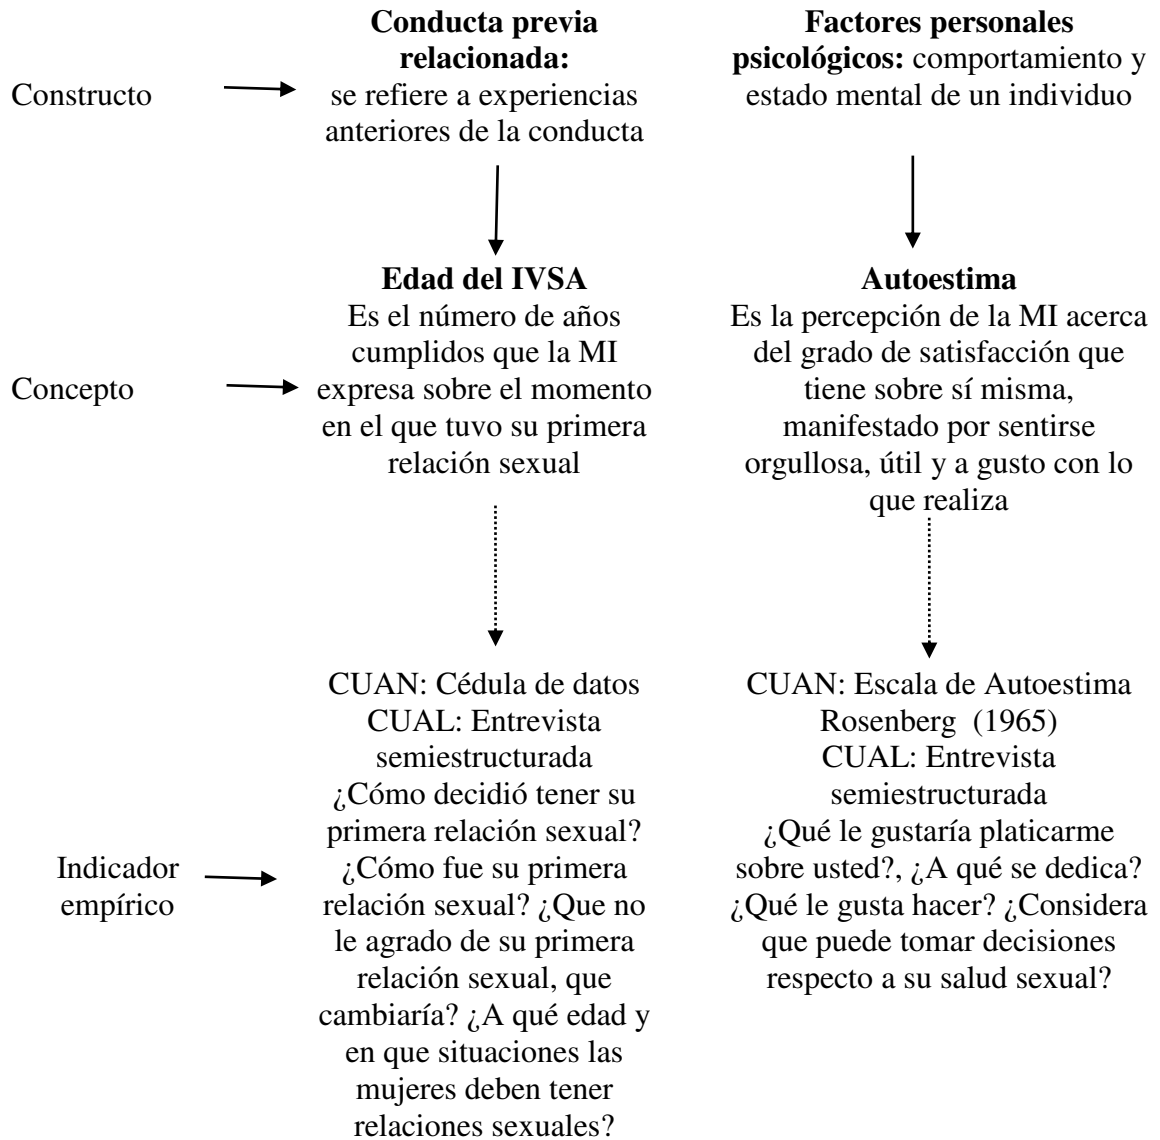 Conducta previa
relacionada:
se refiere a experiencias
anteriores de la conducta
Factores personales
psicológicos: comportamiento y
estado mental de un individuo
Constructo
Edad del IVSA
Es el número de años
cumplidos que la MI
expresa sobre el momento
en el que tuvo su primera
relación sexual
Autoestima
Es la percepción de la MI acerca
del grado de satisfacción que
tiene sobre sí misma,
manifestado por sentirse
orgullosa, útil y a gusto con lo
que realiza
Concepto
CUAN: Cédula de datos
CUAL: Entrevista
semiestructurada
¿Cómo decidió tener su
primera relación sexual?
¿Cómo fue su primera
relación sexual? ¿Que no
le agrado de su primera
relación sexual, que
cambiaría? ¿A qué edad y
en que situaciones las
mujeres deben tener
relaciones sexuales?
CUAN: Escala de Autoestima
Rosenberg (1965)
CUAL: Entrevista
semiestructurada
¿Qué le gustaría platicarme
sobre usted?, ¿A qué se dedica?
¿Qué le gusta hacer? ¿Considera
que puede tomar decisiones
respecto a su salud sexual?
Indicador
empírico